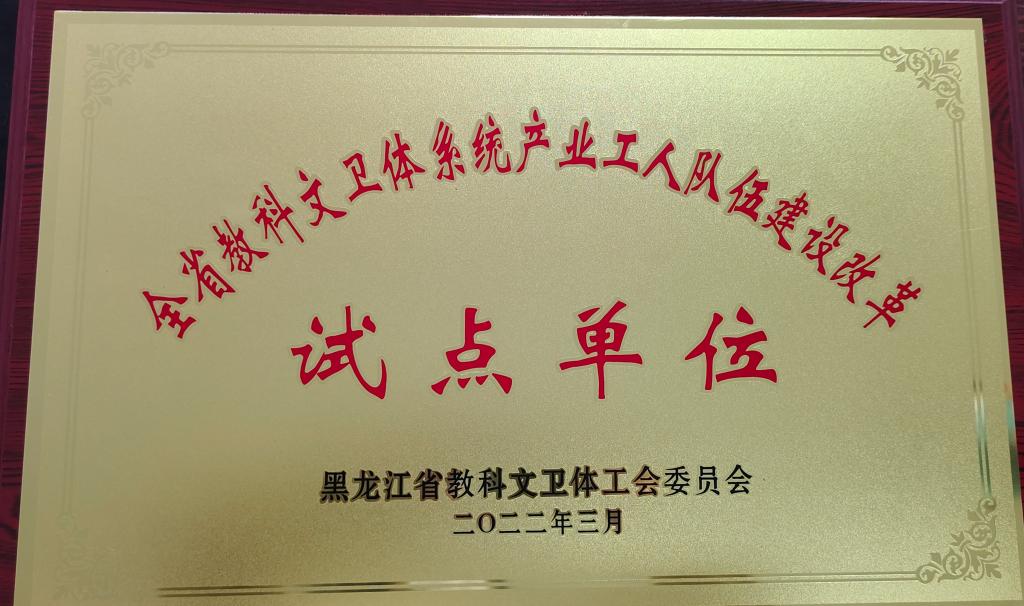 全省教科文卫体系统产业工人队伍建设改革
试点单位
黑龙江省教科文卫体工会委员会
二〇二二年三月